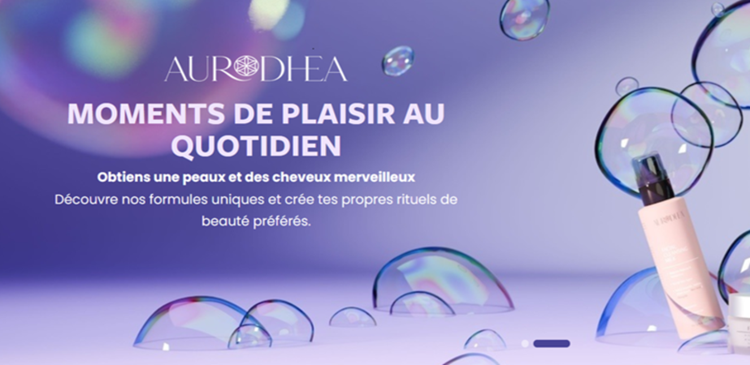 AURODHEA
MOMENTS DE PLAISIR AU
QUOTIDIEN
Obtiens une peaux et des cheveux merveilleux
Découvre nos formules uniques et crée tes propres rituels de
beauté préférés.
AURODHEA